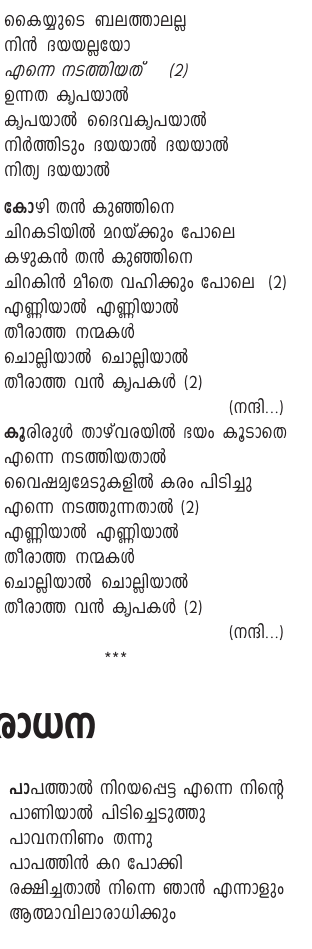 കൈയ്യുടെ ബലത്താലല്ല
നിൻ ദയയല്ലയോ
എന്നെ നടത്തിയത് (2)
ഉന്നത കൃപയാൽ
കൃപയാൽ ദൈവകൃപയാൽ
നിർത്തിടും ദയയാൽ ദയയാൽ
നിത്യ ദയയാൽ
കോഴി തൻ കുഞ്ഞിനെ
ചിറകടിയിൽ മറയ്ക്കും പോലെ
കഴുകൻ തൻ കുഞ്ഞിനെ
ചിറകിൻ മീതെ വഹിക്കും പോലെ (2)
എണ്ണിയാൽ എണ്ണിയാൽ
തീരാത്ത നന്മകൾ
ചൊല്ലിയാൽ ചൊല്ലിയാൽ
തീരാത്ത വൻ കൃപകൾ (2)
(നന്ദി...)
കൂരിരുൾ താഴ്‌വരയിൽ ഭയം കൂടാതെ
എന്നെ നടത്തിയതാൽ
വൈഷമ്യമേടുകളിൽ കരം പിടിച്ചു
എന്നെ നടത്തുന്നതാൽ (2)
എണ്ണിയാൽ എണ്ണിയാൽ
തീരാത്ത നന്മകൾ
ചൊല്ലിയാൽ ചൊല്ലിയാൽ
തീരാത്ത വൻ കൃപകൾ (2)
(നന്ദി...)
***
രാധന
പാപത്താൽ നിറയപ്പെട്ട എന്നെ നിന്റെ
പാണിയാൽ പിടിച്ചെടുത്തു
പാവനനിണം തന്നു
പാപത്തിൻ കറ പോക്കി
രക്ഷിച്ചതാൽ നിന്നെ ഞാൻ എന്നാളും
ആത്മാവിലാരാധിക്കും